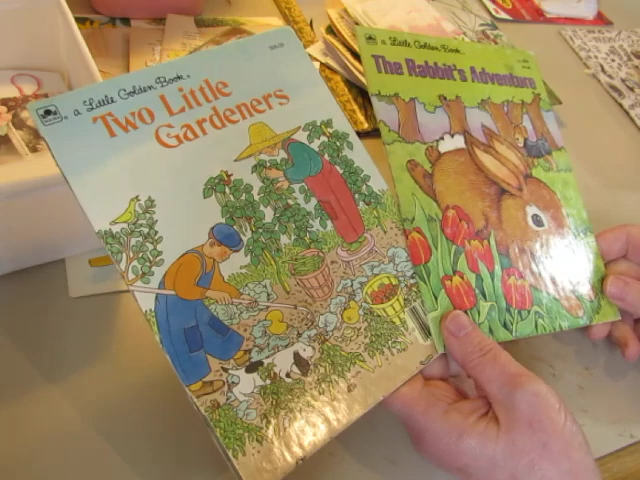 a Little Golden Book®
Two Little
Gardeners
a Little Golden Book®
The Rabbit's Adventure